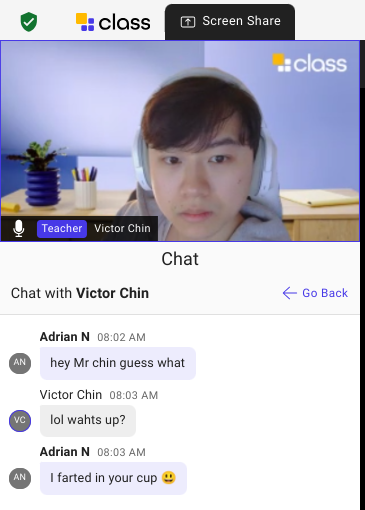 class
Screen Share
class
Teacher Victor Chin
Chat
Chat with Victor Chin
Go Back
Adrian N 08:02 AM
AN
hey Mr chin guess what
Victor Chin 08:03 AM
VC
lol wahts up?
Adrian N 08:03 AM
AN
I farted in your cup 😃